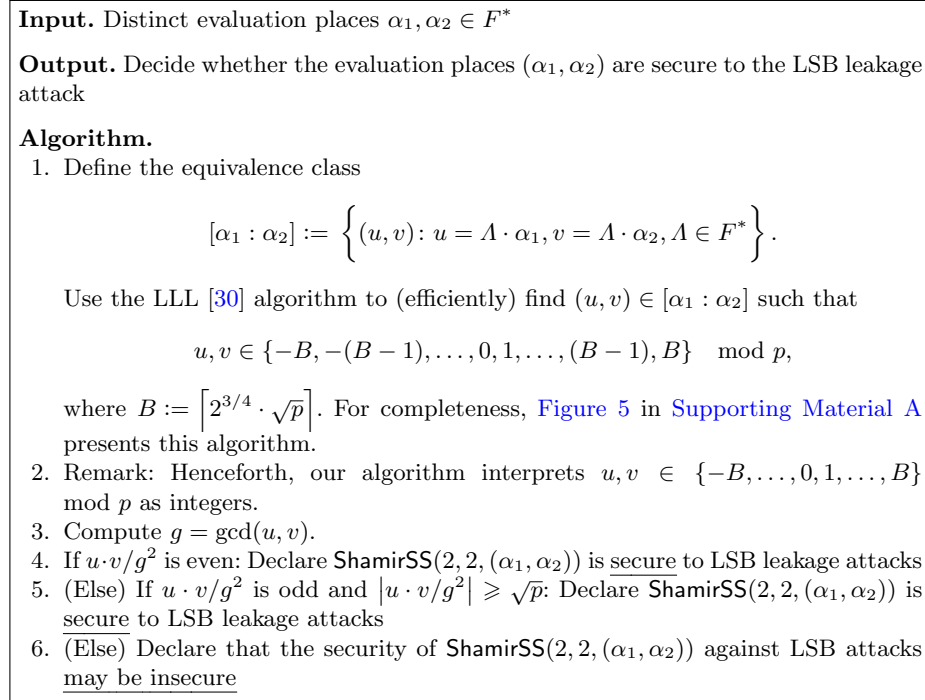 Input. Distinct evaluation places α₁, α₂ ∈ F*
Output. Decide whether the evaluation places (α₁, α₂) are secure to the LSB leakage
attack
Algorithm.
1. Define the equivalence class
[α₁ : α₂] := { (u, v): u = Λ · α₁, v = Λ · α₂, Λ ∈ F* } .
Use the LLL [30] algorithm to (efficiently) find (u, v) ∈ [α₁ : α₂] such that
u, v ∈ {−B, −(B − 1), . . . , 0, 1, . . . , (B − 1), B} mod p,
where B := ⌈2^{3/4} · √p⌉. For completeness, Figure 5 in Supporting Material A
presents this algorithm.
2. Remark: Henceforth, our algorithm interprets u, v ∈ {−B, . . . , 0, 1, . . . , B}
mod p as integers.
3. Compute g = gcd(u, v).
4. If u·v/g² is even: Declare ShamirSS(2, 2, (α₁, α₂)) is secure to LSB leakage attacks
5. (Else) If u · v/g² is odd and |u · v/g²| ⩾ √p: Declare ShamirSS(2, 2, (α₁, α₂)) is
secure to LSB leakage attacks
6. (Else) Declare that the security of ShamirSS(2, 2, (α₁, α₂)) against LSB attacks
may be insecure